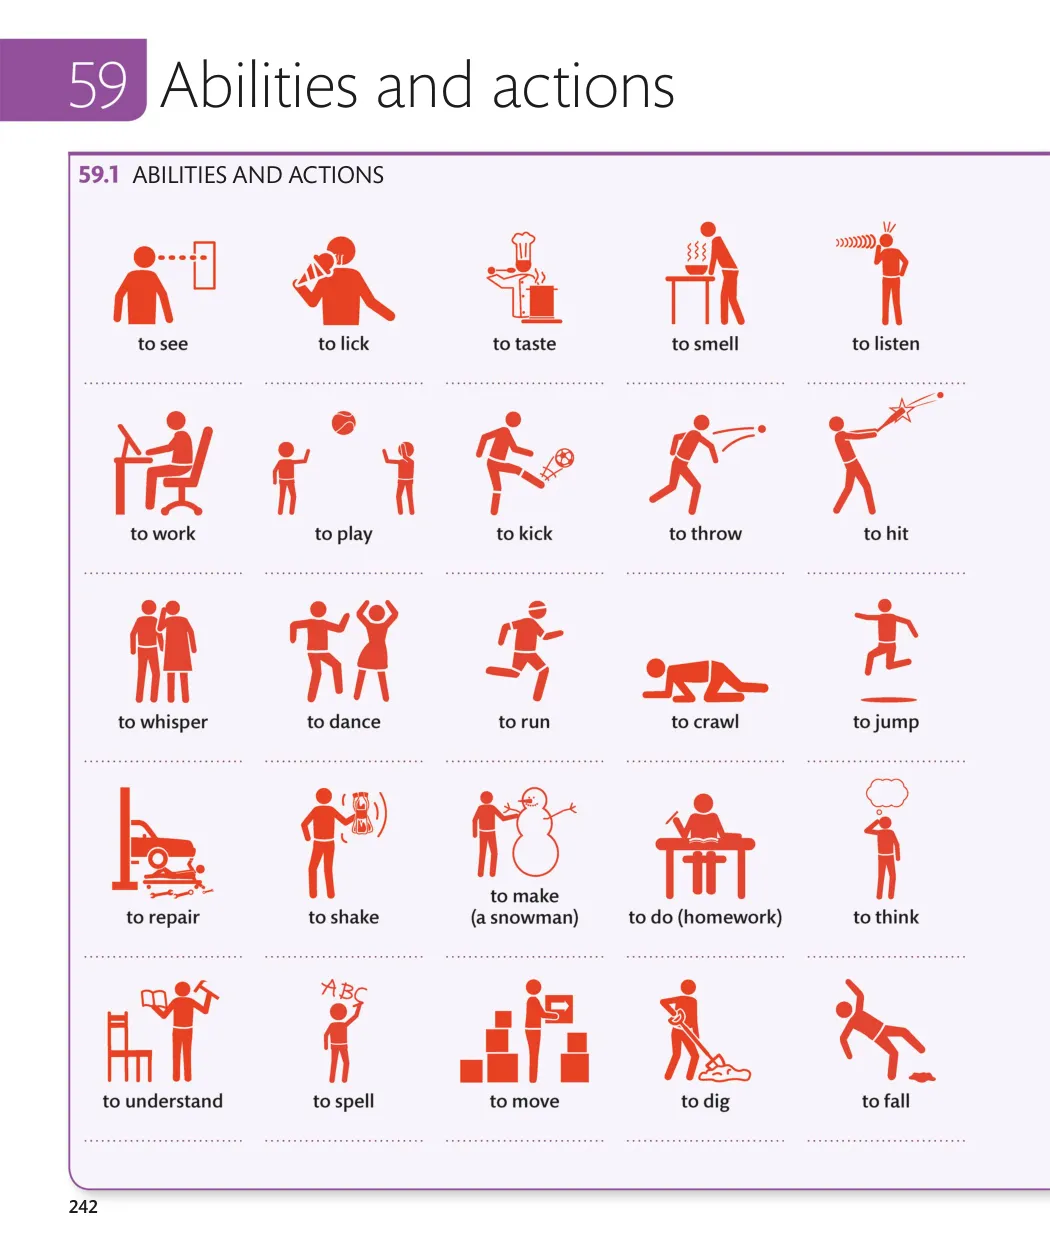 59 Abilities and actions
59.1 ABILITIES AND ACTIONS
to see
to lick
to taste
to smell
to listen
to work
to play
to kick
to throw
to hit
to whisper
to dance
to run
to crawl
to jump
to repair
to shake
to make
(a snowman)
to do (homework)
to think
to understand
ABC
to spell
to move
to dig
to fall
242